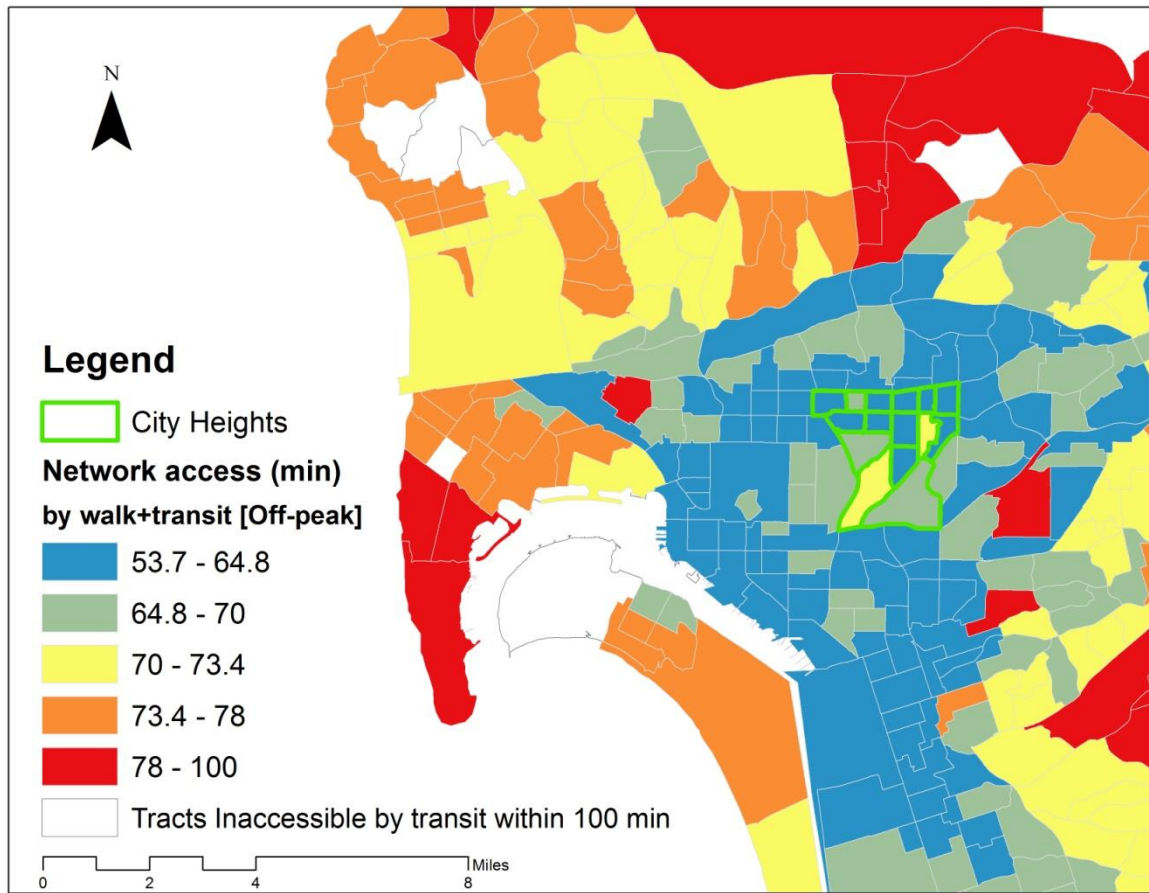 N
Legend
City Heights
Network access (min)
by walk+transit [Off-peak]
53.7 - 64.8
64.8 - 70
70 - 73.4
73.4 - 78
78 - 100
Tracts Inaccessible by transit within 100 min
Miles
0 2 4 8